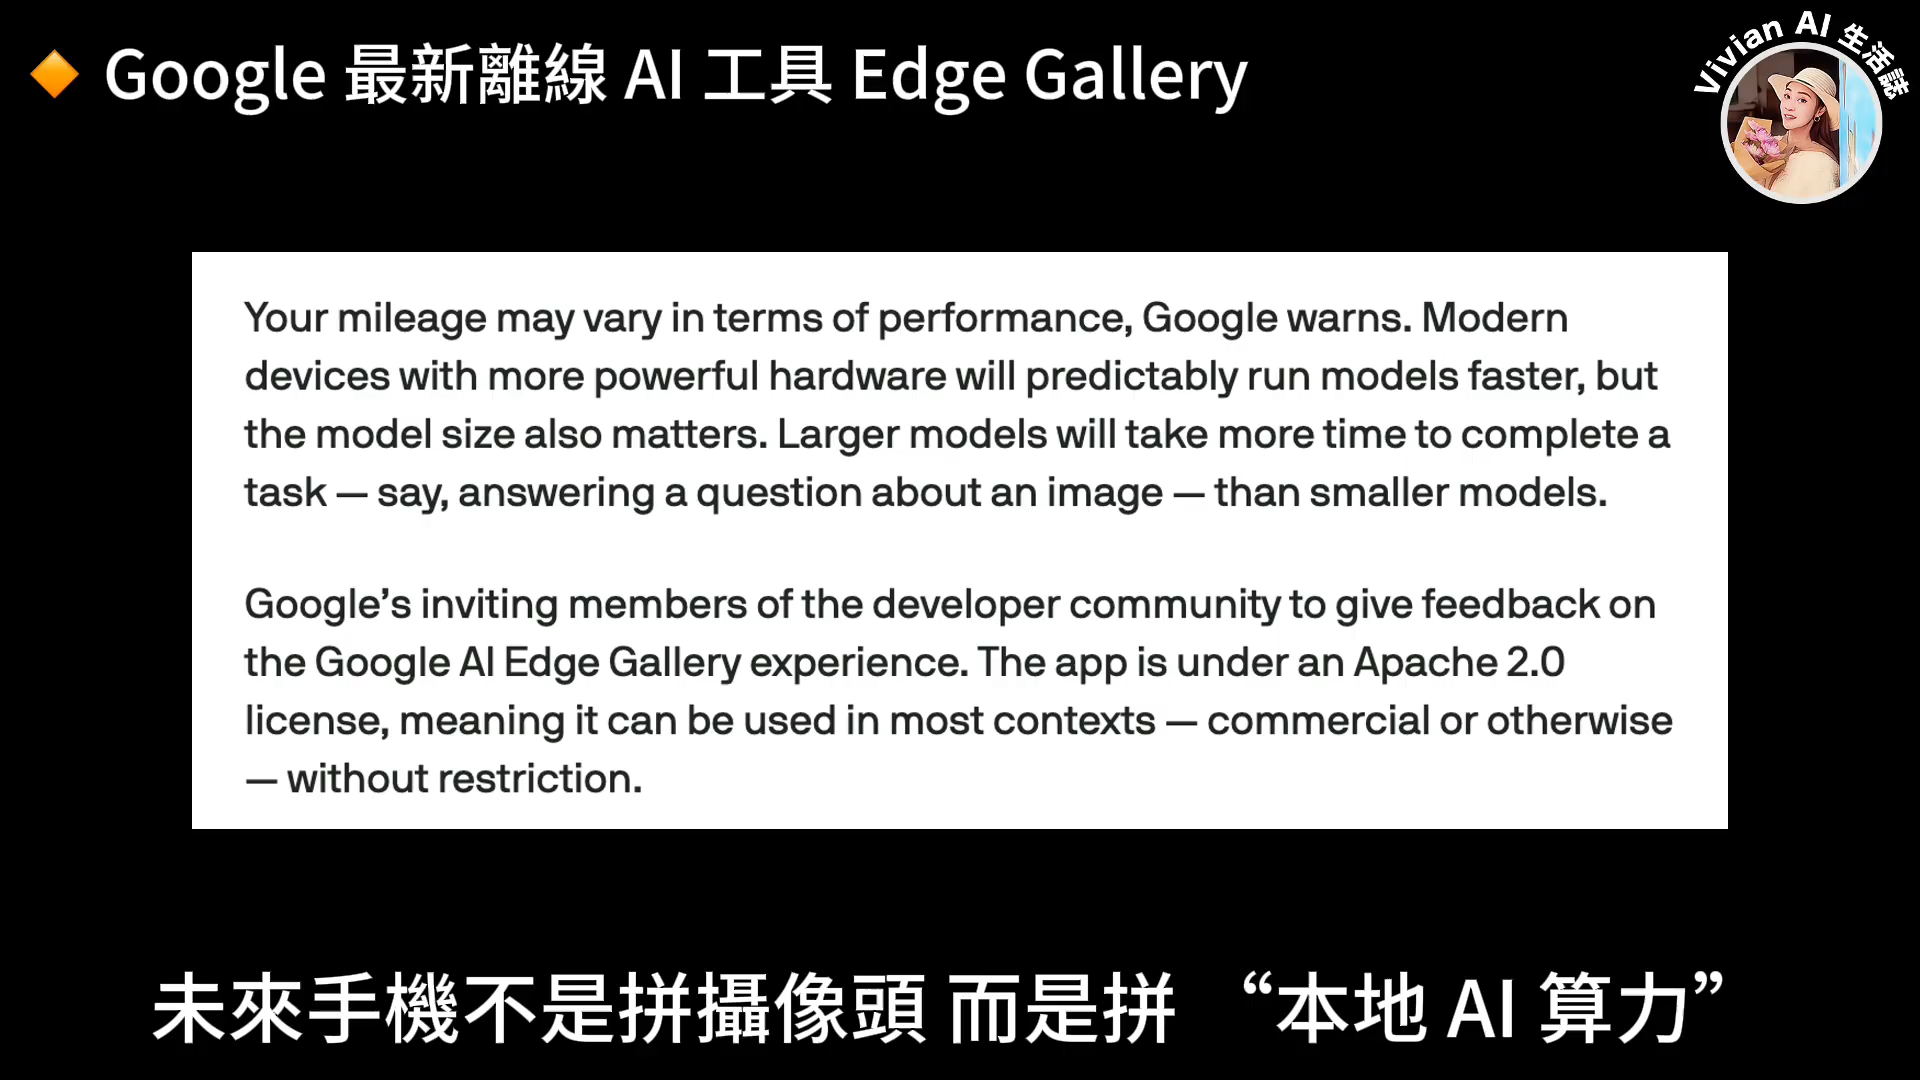 🔸 Google 最新離線 AI 工具 Edge Gallery
Vivian AI 生活誌
Your mileage may vary in terms of performance, Google warns. Modern
devices with more powerful hardware will predictably run models faster, but
the model size also matters. Larger models will take more time to complete a
task — say, answering a question about an image — than smaller models.
Google’s inviting members of the developer community to give feedback on
the Google AI Edge Gallery experience. The app is under an Apache 2.0
license, meaning it can be used in most contexts — commercial or otherwise
— without restriction.
未來手機不是拼攝像頭 而是拼 “本地 AI 算力”